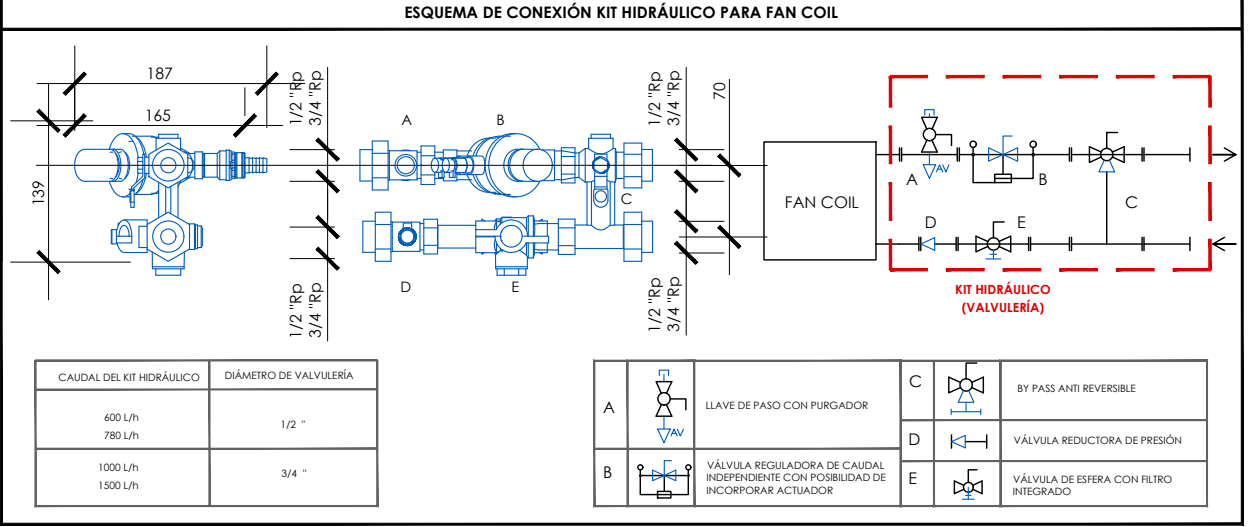 ESQUEMA DE CONEXIÓN KIT HIDRÁULICO PARA FAN COIL
187
165
139
1/2 "Rp
3/4 "Rp
A
B
C
D
E
1/2 "Rp
3/4 "Rp
1/2 "Rp
3/4 "Rp
1/2 "Rp
3/4 "Rp
70
FAN COIL
A
AV
B
C
D
E
KIT HIDRÁULICO
(VALVULERÍA)
CAUDAL DEL KIT HIDRÁULICO
DIÁMETRO DE VALVULERÍA
600 L/h
780 L/h
1/2 "
1000 L/h
1500 L/h
3/4 "
A
AV
LLAVE DE PASO CON PURGADOR
B
VÁLVULA REGULADORA DE CAUDAL
INDEPENDIENTE CON POSIBILIDAD DE
INCORPORAR ACTUADOR
C
BY PASS ANTI REVERSIBLE
D
VÁLVULA REDUCTORA DE PRESIÓN
E
VÁLVULA DE ESFERA CON FILTRO
INTEGRADO